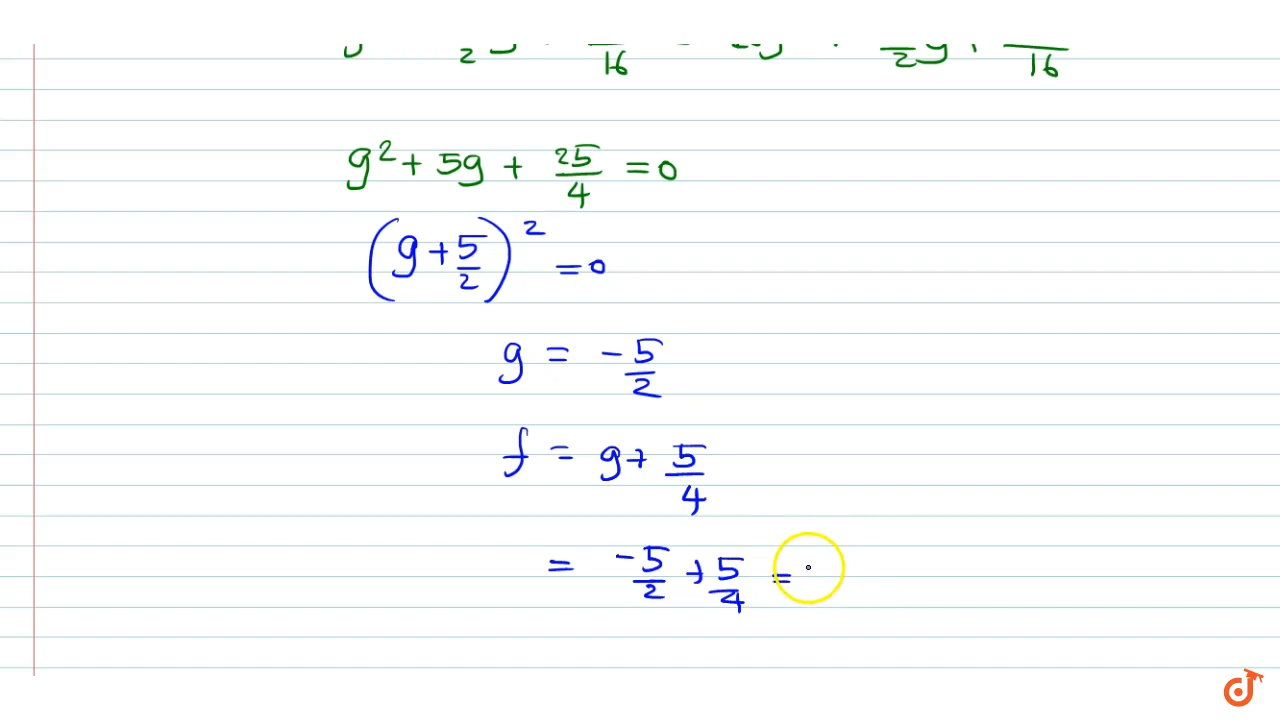 g² + 5g + 25/4 = 0
(g + 5/2)² = 0
g = -5/2
f = g + 5/4
= -5/2 + 5/4 =